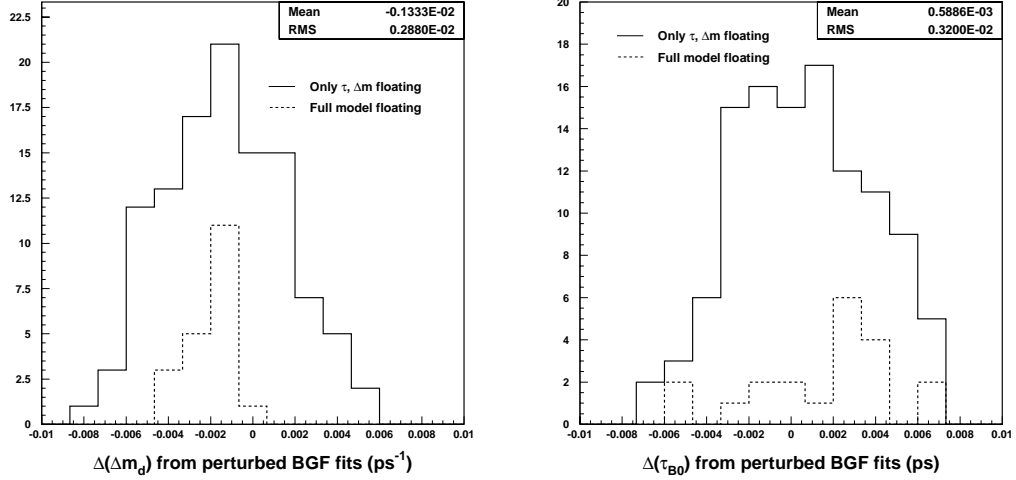 Mean -0.1333E-02
RMS 0.2880E-02
Only τ, Δm floating
Full model floating
22.5
20
17.5
15
12.5
10
7.5
5
2.5
0
-0.01 -0.008 -0.006 -0.004 -0.002 0 0.002 0.004 0.006 0.008 0.01
Δ(Δm_d) from perturbed BGF fits (ps⁻¹)
Mean 0.5886E-03
RMS 0.3200E-02
Only τ, Δm floating
Full model floating
20
18
16
14
12
10
8
6
4
2
0
-0.01 -0.008 -0.006 -0.004 -0.002 0 0.002 0.004 0.006 0.008 0.01
Δ(τ_B0) from perturbed BGF fits (ps)